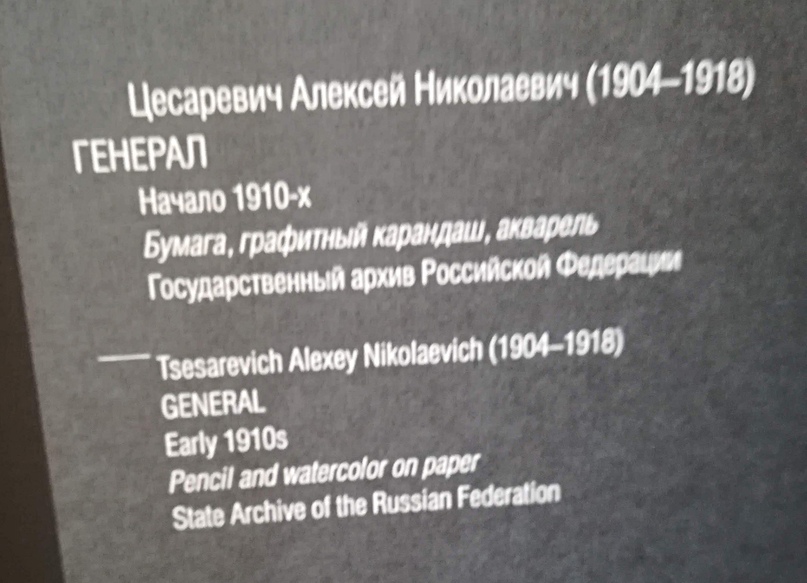 Цесаревич Алексей Николаевич (1904–1918)
ГЕНЕРАЛ
Начало 1910-х
Бумага, графитный карандаш, акварель
Государственный архив Российской Федерации
Tsesarevich Alexey Nikolaevich (1904–1918)
GENERAL
Early 1910s
Pencil and watercolor on paper
State Archive of the Russian Federation